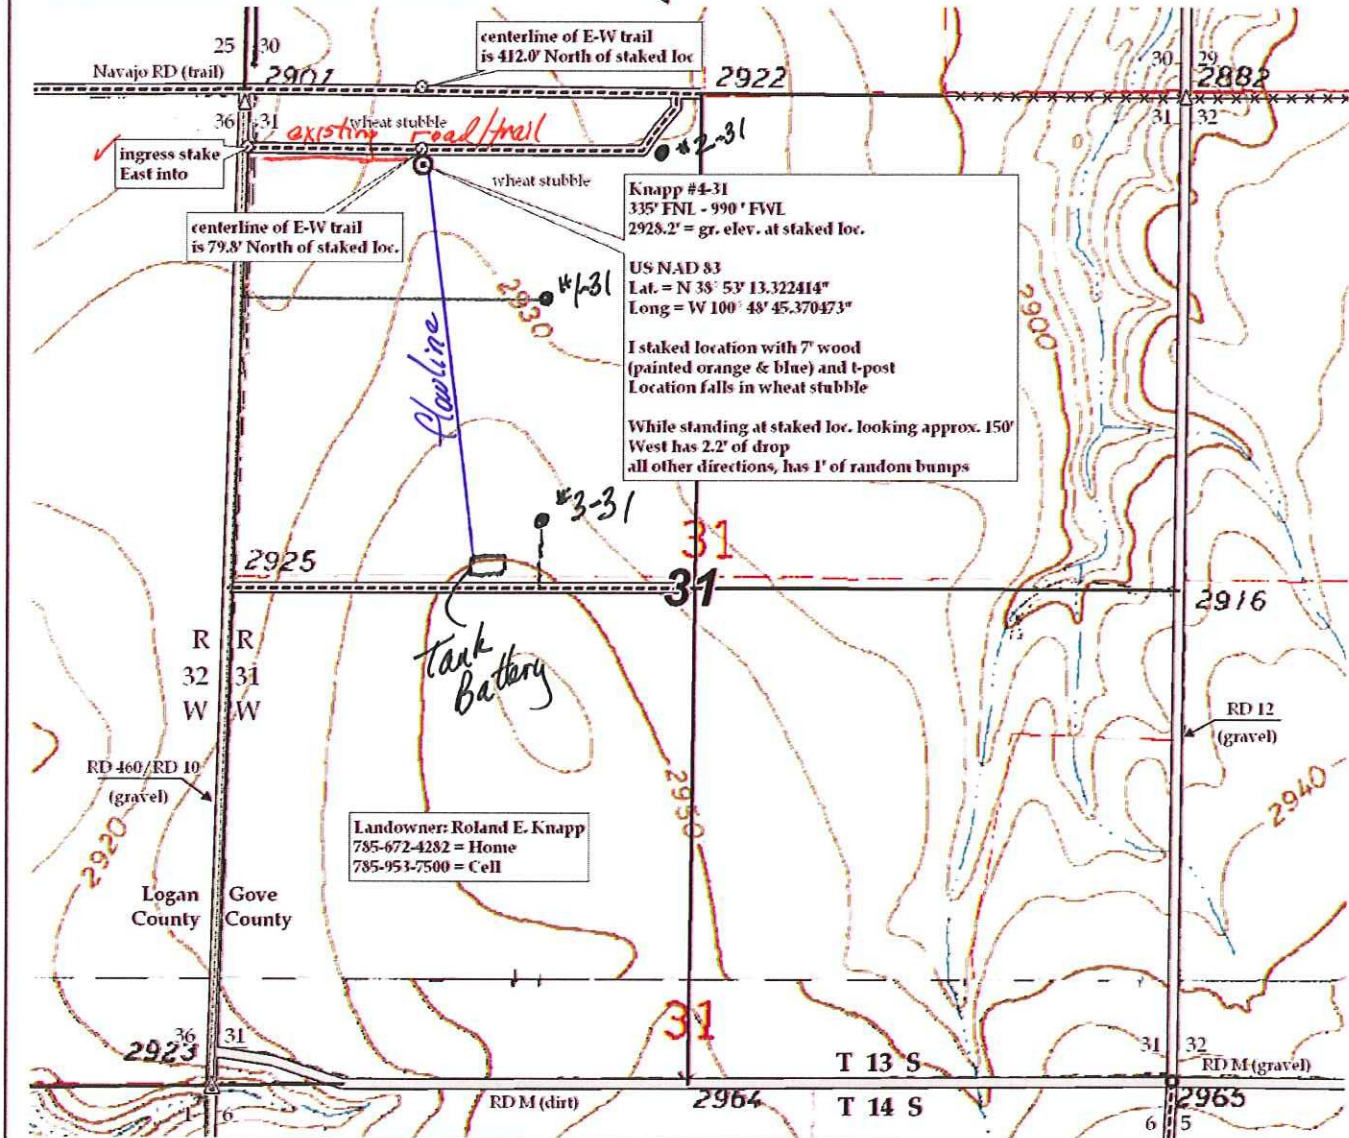 centerline of E-W trail
is 412.0' North of staked loc
25 30
Navajo RD (trail)
2901
2922
30 29
2882
36 31
wheat stubble
existing road/trail
31 32
ingress stake
East into
#2-31
wheat stubble
centerline of E-W trail
is 79.8' North of staked loc.
Knapp #4-31
335' FNL - 990' FWL
2928.2' = gr. elev. at staked loc.
US NAD 83
Lat. = N 38° 53' 13.322414"
Long = W 100° 48' 45.370473"
I staked location with 7' wood
(painted orange & blue) and t-post
Location falls in wheat stubble
While standing at staked loc. looking approx. 150'
West has 2.2' of drop
all other directions, has 1' of random bumps
#1-31
2930
2900
flowline
#3-31
31
2925
31
2916
R R
32 31
W W
Tank
Battery
RD 12
(gravel)
RD 460/RD 10
(gravel)
2950
2940
2920
Landowner: Roland E. Knapp
785-672-4282 = Home
785-953-7500 = Cell
Logan Gove
County County
31
36 31
2923
T 13 S
31 32
RD M (gravel)
RD M (dirt)
2964
T 14 S
2965
1 6
6 5